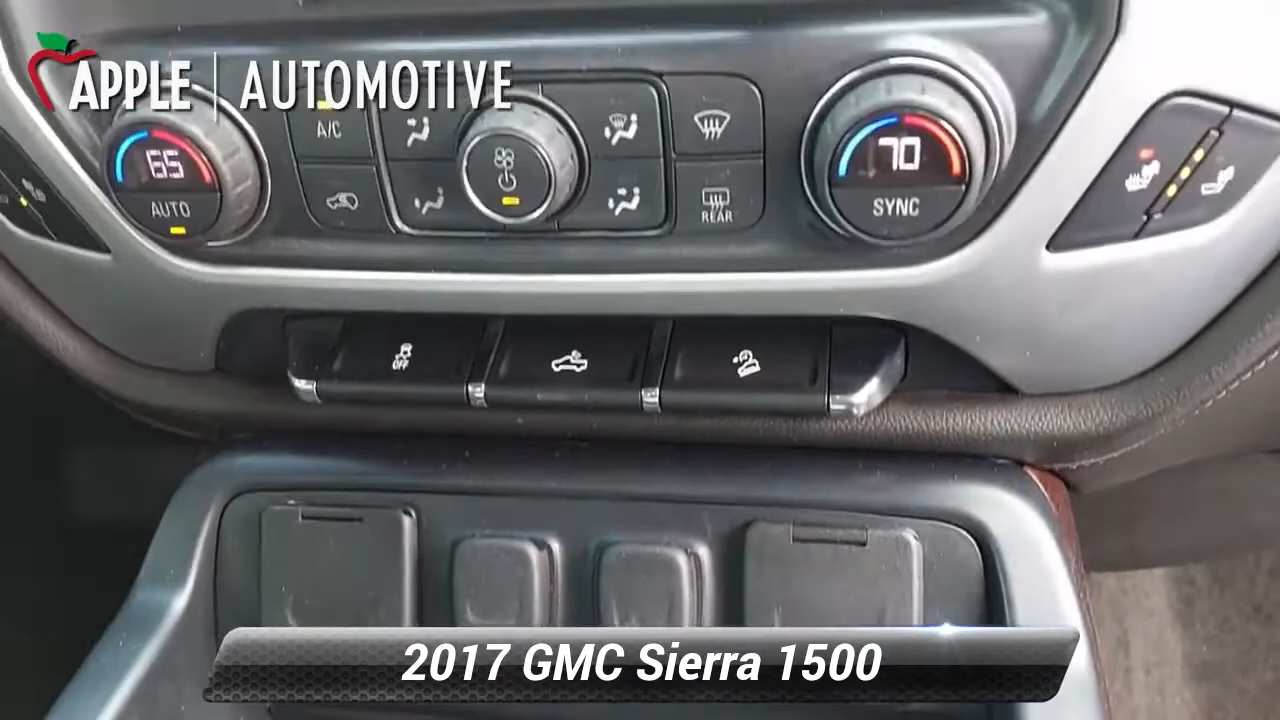 APPLE | AUTOMOTIVE
A/C
65
70
AUTO
SYNC
REAR
OFF
2017 GMC Sierra 1500